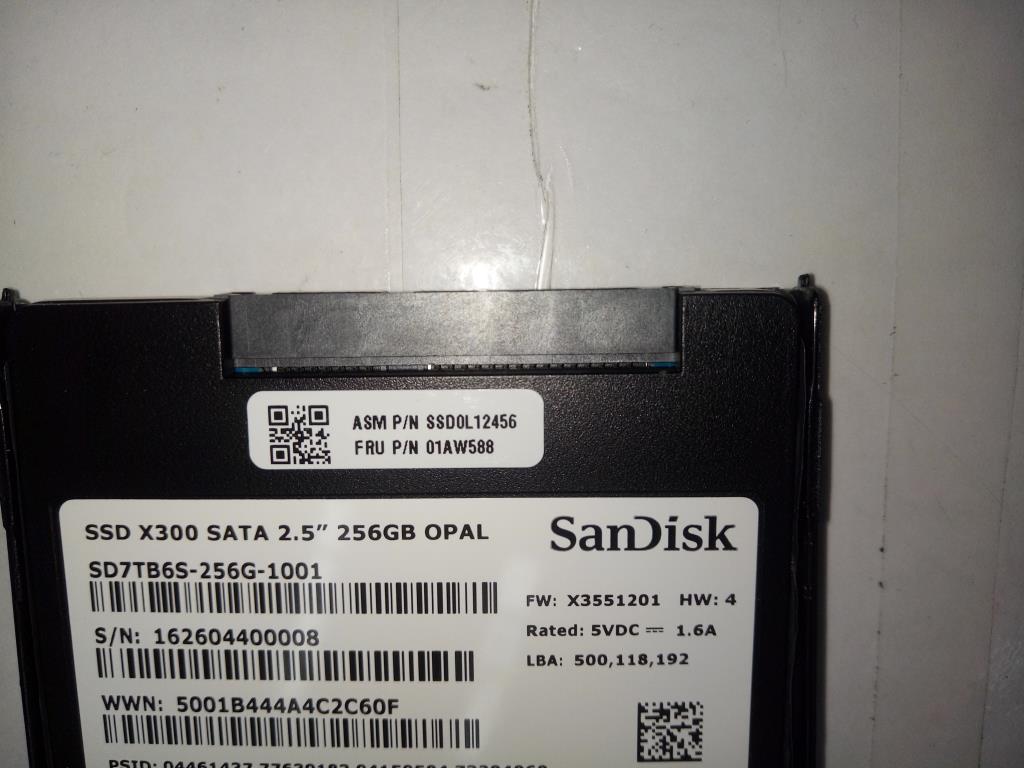 ASM P/N SSD0L12456
FRU P/N 01AW588
SSD X300 SATA 2.5" 256GB OPAL
SanDisk
SD7TB6S-256G-1001
FW: X3551201 HW: 4
S/N: 162604400008
Rated: 5VDC ⎓ 1.6A
LBA: 500,118,192
WWN: 5001B444A4C2C60F
PSID: